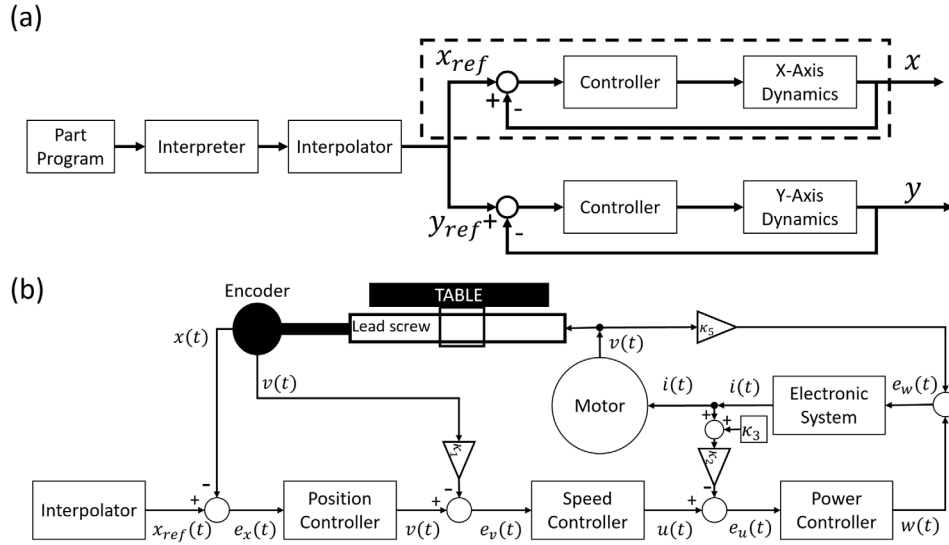 (a)
x_ref
+
-
Controller
X-Axis
Dynamics
x
Part
Program
Interpreter
Interpolator
y_ref
+
-
Controller
Y-Axis
Dynamics
y
(b)
Encoder
TABLE
Lead screw
x(t)
v(t)
κ₁
v(t)
κ₅
Motor
i(t)
i(t)
Electronic
System
e_w(t)
+
+
κ₃
κ₂
Interpolator
x_ref(t)
+
-
e_x(t)
Position
Controller
v(t)
+
-
e_v(t)
Speed
Controller
u(t)
+
-
e_u(t)
Power
Controller
w(t)